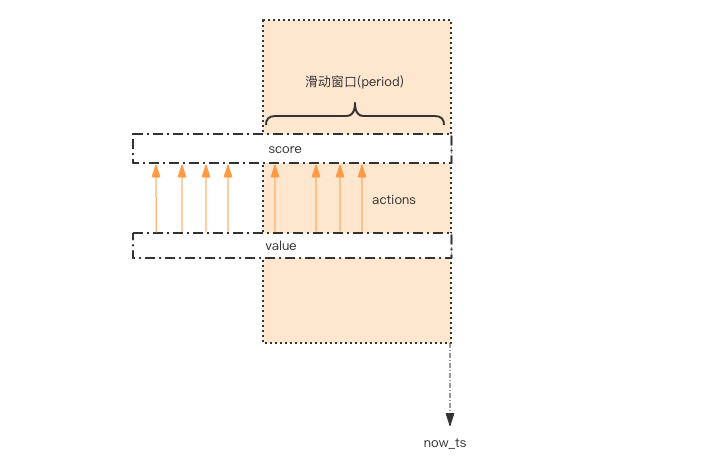 滑动窗口(period)
score
actions
value
now_ts